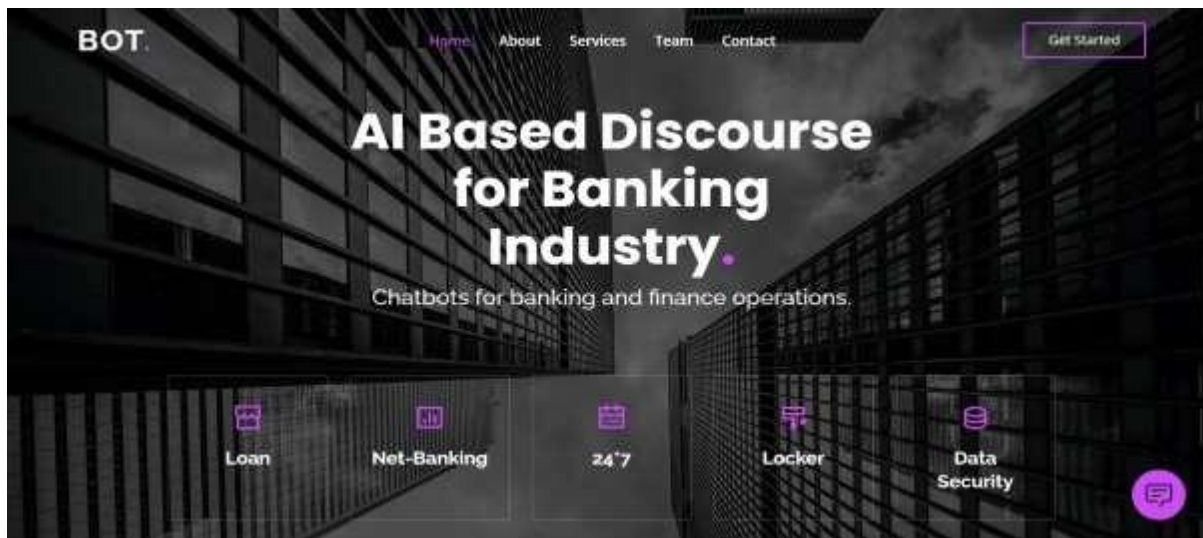 BOT.
Home
About
Services
Team
Contact
Get Started
AI Based Discourse
for Banking
Industry.
Chatbots for banking and finance operations.
Loan
Net-Banking
24*7
Locker
Data
Security